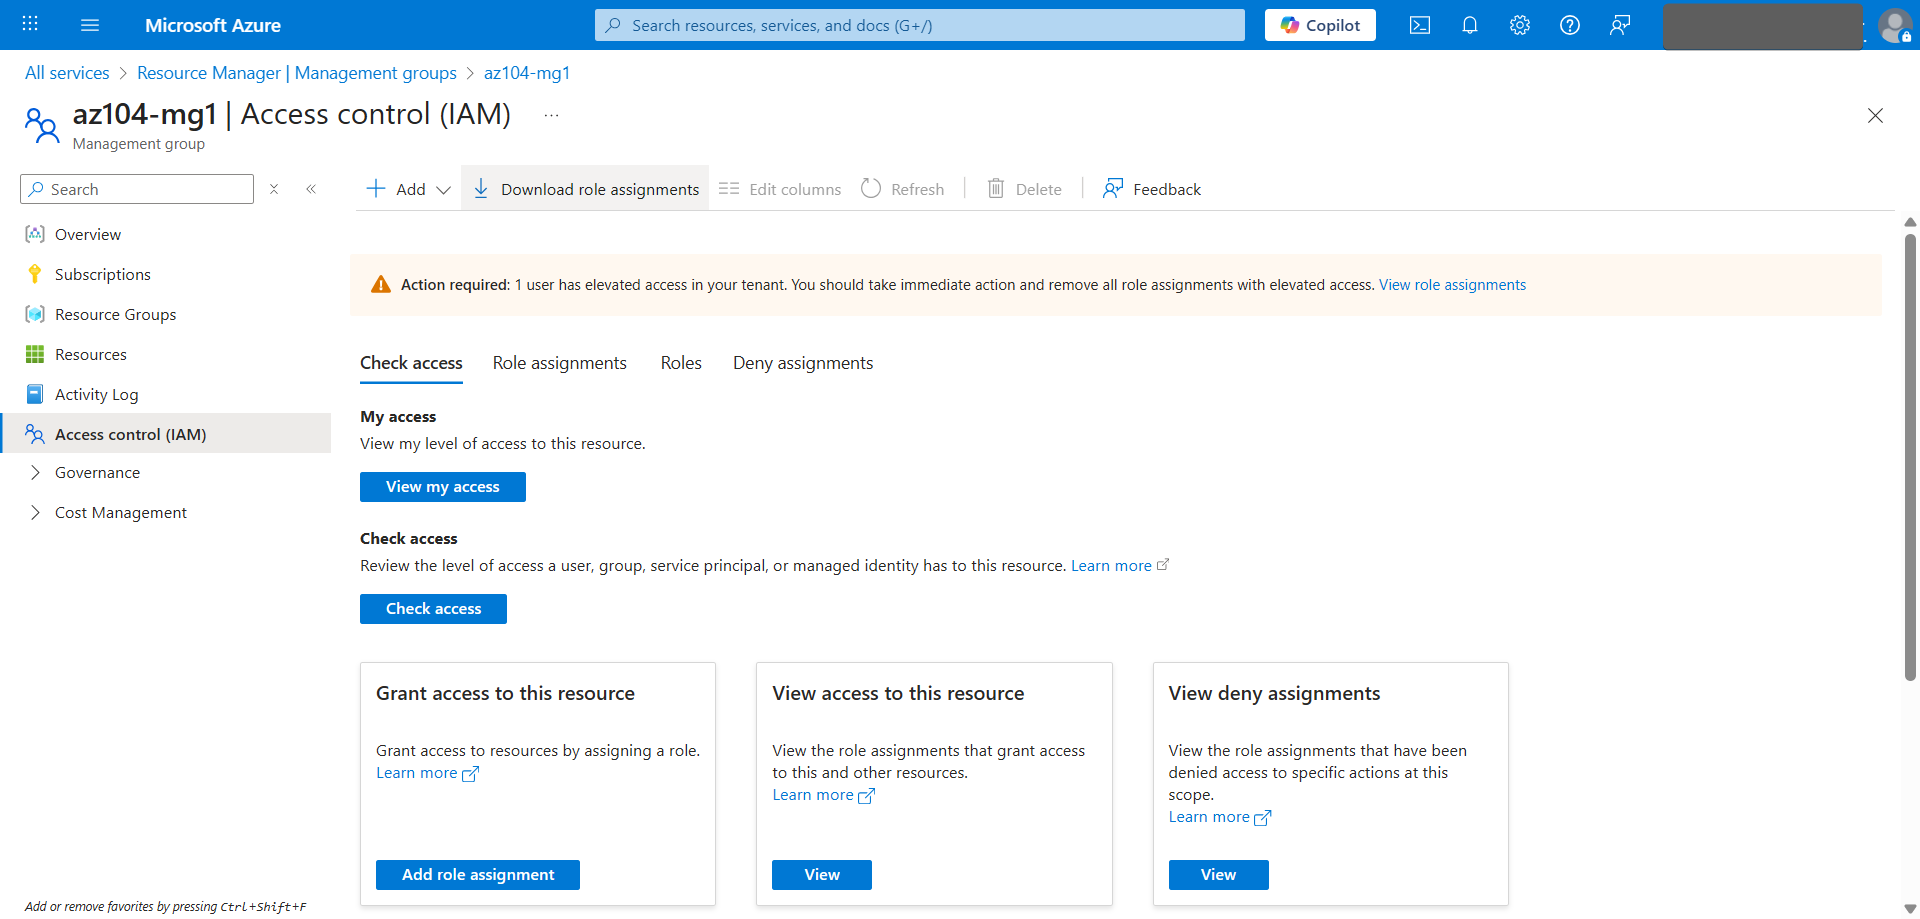 Microsoft Azure
Search resources, services, and docs (G+/)
Copilot
All services > Resource Manager | Management groups > az104-mg1
az104-mg1 | Access control (IAM) ...
Management group
Search
Add
Download role assignments
Edit columns
Refresh
Delete
Feedback
Overview
Subscriptions
Resource Groups
Resources
Activity Log
Access control (IAM)
Governance
Cost Management
Add or remove favorites by pressing Ctrl+Shift+F
Action required: 1 user has elevated access in your tenant. You should take immediate action and remove all role assignments with elevated access. View role assignments
Check access
Role assignments
Roles
Deny assignments
My access
View my level of access to this resource.
View my access
Check access
Review the level of access a user, group, service principal, or managed identity has to this resource. Learn more
Check access
Grant access to this resource
Grant access to resources by assigning a role.
Learn more
Add role assignment
View access to this resource
View the role assignments that grant access
to this and other resources.
Learn more
View
View deny assignments
View the role assignments that have been
denied access to specific actions at this
scope.
Learn more
View